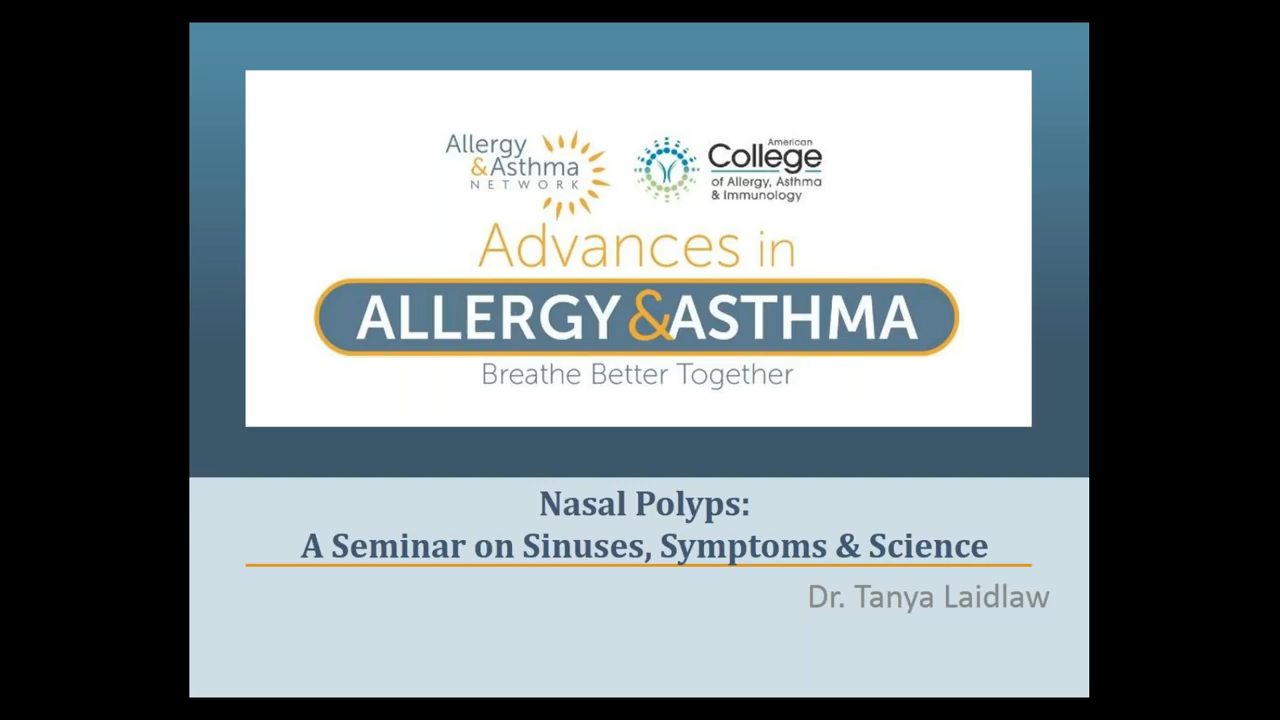 Allergy
&Asthma
NETWORK
American
College
of Allergy, Asthma
& Immunology
Advances in
ALLERGY&ASTHMA
Breathe Better Together
Nasal Polyps:
A Seminar on Sinuses, Symptoms & Science
Dr. Tanya Laidlaw